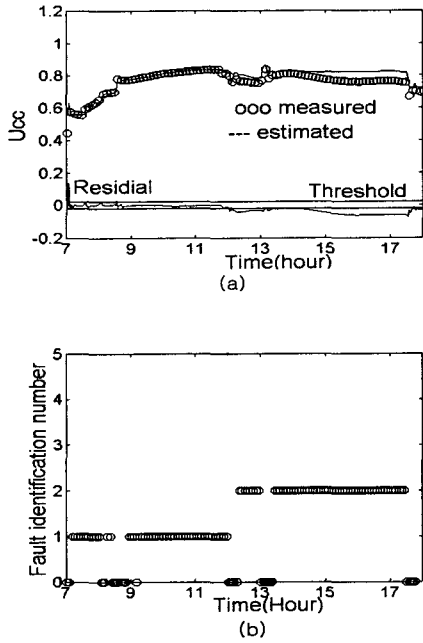 1.2
1
0.8
0.6
0.4
0.2
0
-0.2
Ucc
ooo measured
--- estimated
Residial
Threshold
7 9 11 13 15 17
Time(hour)
(a)
5
4
3
2
1
0
Fault identification number
7 9 11 13 15 17
Time(Hour)
(b)